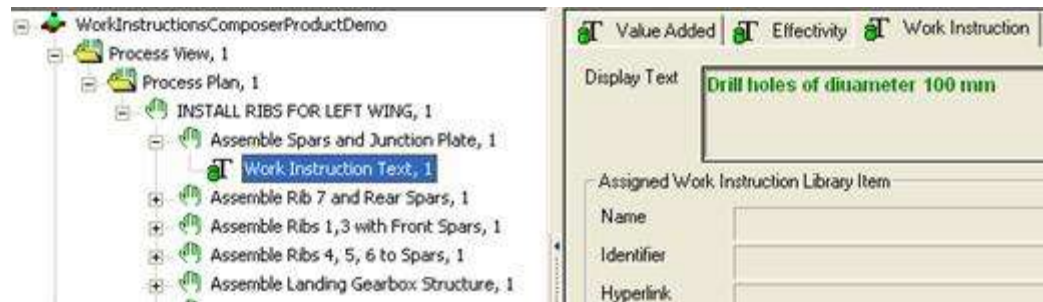 WorkInstructionsComposerProductDemo
Process View, 1
Process Plan, 1
INSTALL RIBS FOR LEFT WING, 1
Assemble Spars and Junction Plate, 1
Work Instruction Text, 1
Assemble Rib 7 and Rear Spars, 1
Assemble Ribs 1,3 with Front Spars, 1
Assemble Ribs 4, 5, 6 to Spars, 1
Assemble Landing Gearbox Structure, 1
Value Added Effectivity Work Instruction
Display Text Drill holes of diuameter 100 mm
Assigned Work Instruction Library Item
Name
Identifier
Hyperlink